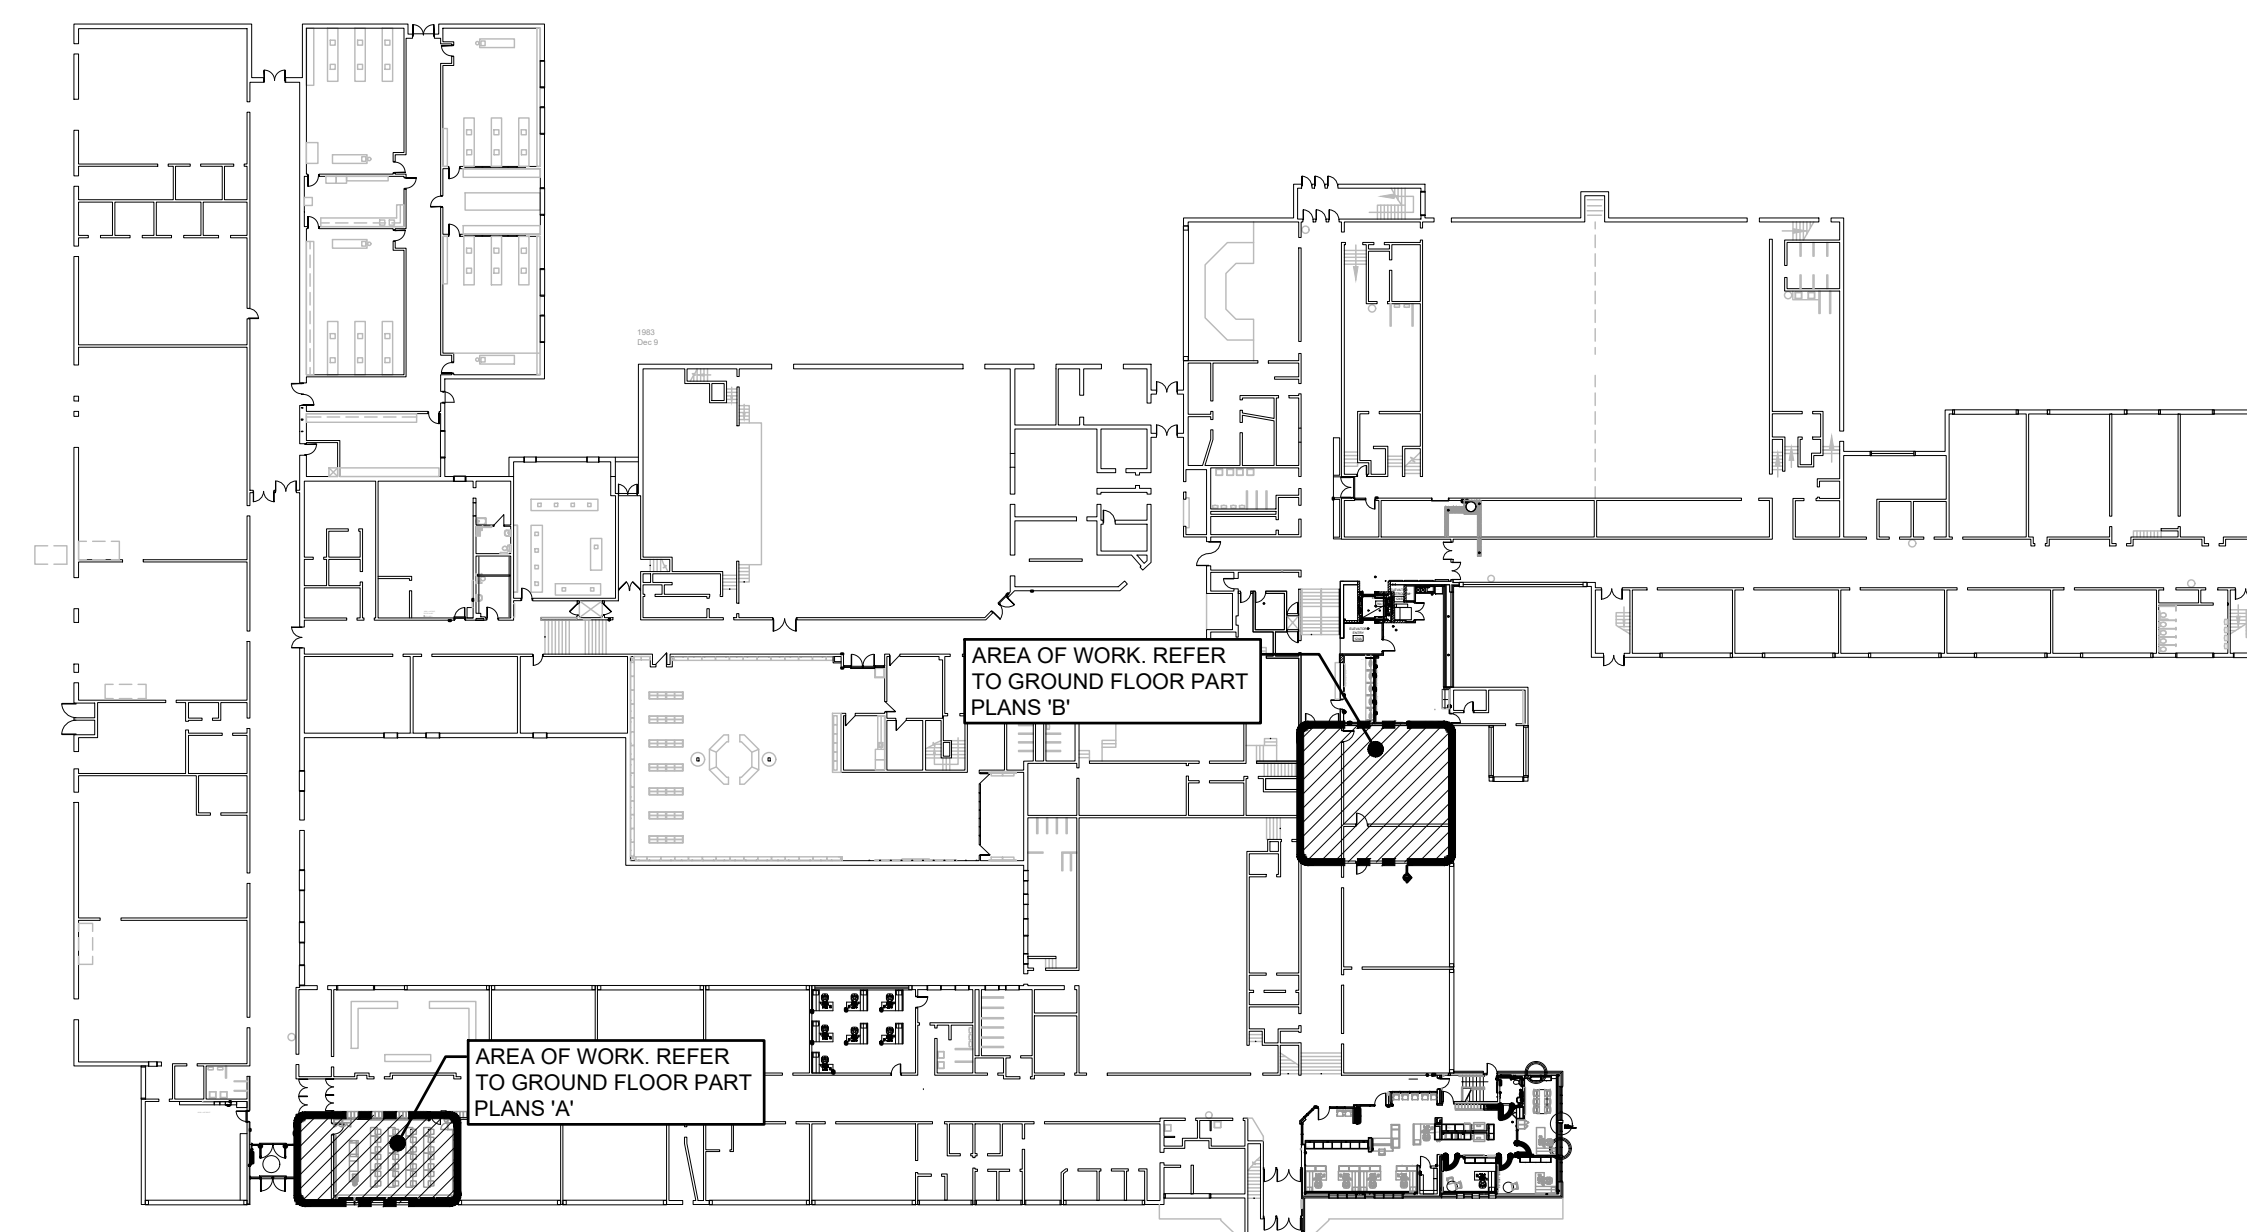 1983
Dec 9
AREA OF WORK. REFER
TO GROUND FLOOR PART
PLANS 'B'
AREA OF WORK. REFER
TO GROUND FLOOR PART
PLANS 'A'